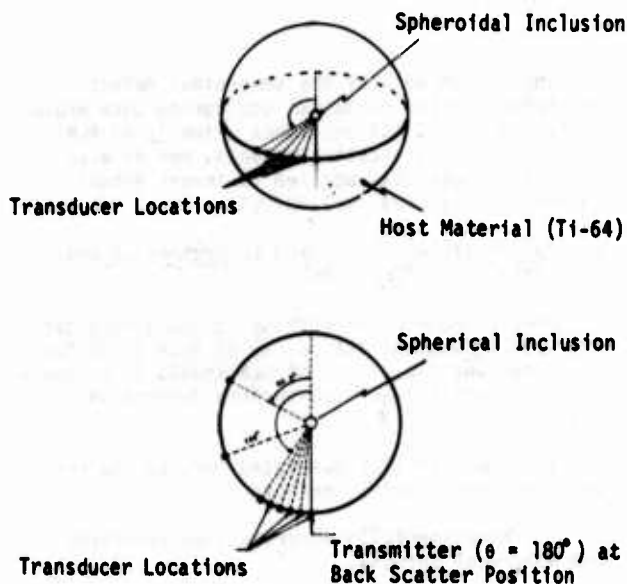 Spheroidal Inclusion
Transducer Locations
Host Material (Ti-64)
Spherical Inclusion
Transducer Locations
Transmitter (θ = 180°) at
Back Scatter Position